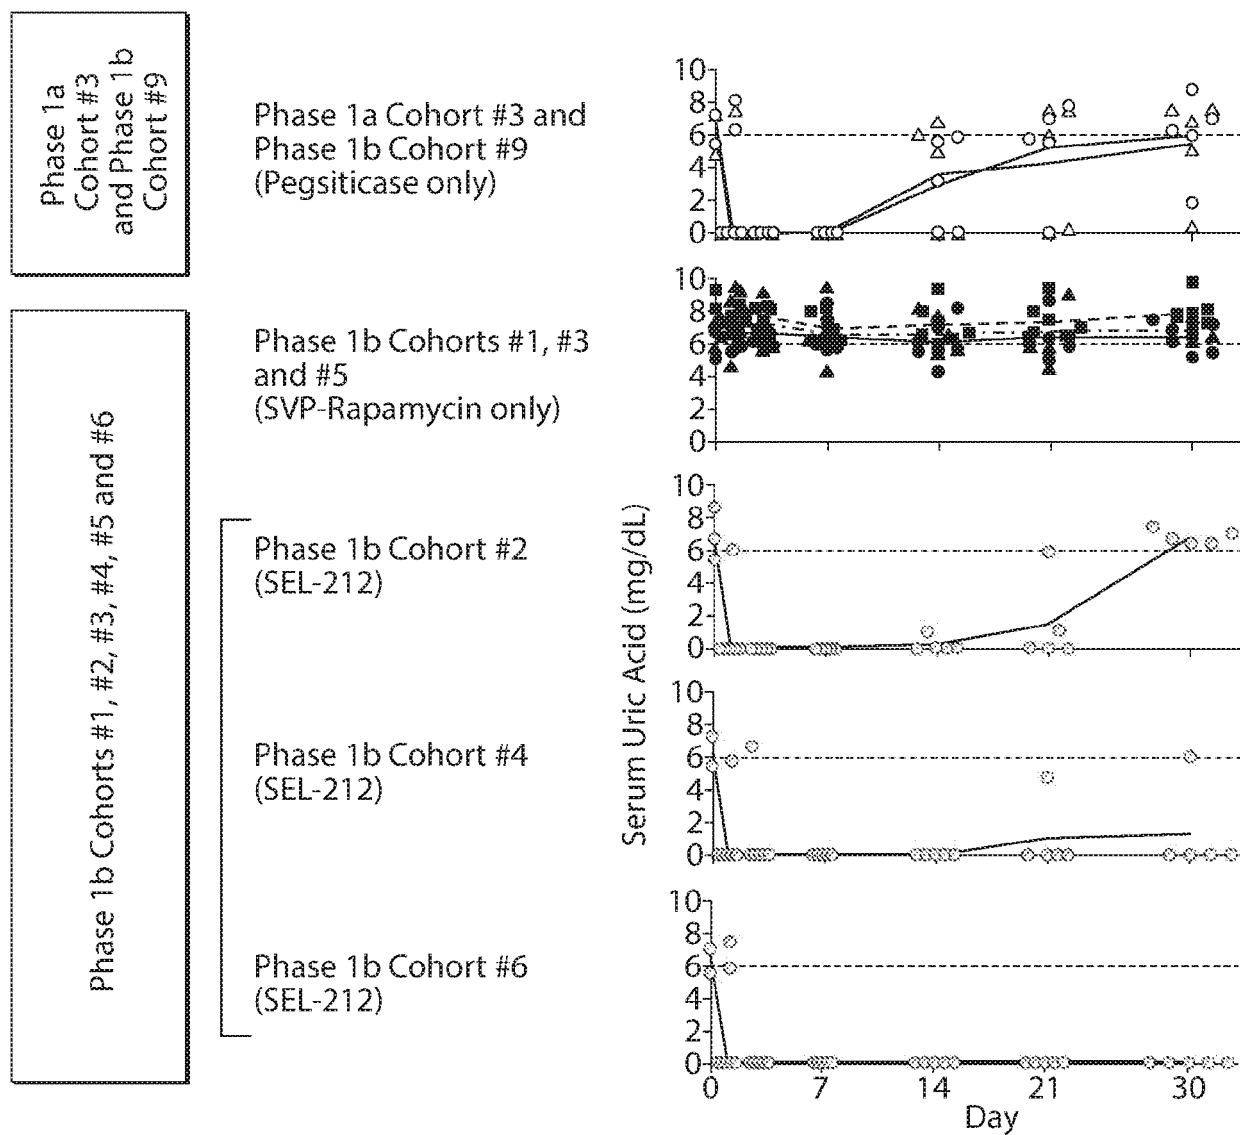 Phase 1a
Cohort #3
and Phase 1b
Cohort #9
Phase 1a Cohort #3 and
Phase 1b Cohort #9
(Pegsiticase only)
10
8
6
4
2
0
Phase 1b Cohorts #1, #2, #3, #4, #5 and #6
Phase 1b Cohorts #1, #3
and #5
(SVP-Rapamycin only)
10
8
6
4
2
0
Serum Uric Acid (mg/dL)
Phase 1b Cohort #2
(SEL-212)
10
8
6
4
2
0
Phase 1b Cohort #4
(SEL-212)
10
8
6
4
2
0
Phase 1b Cohort #6
(SEL-212)
10
8
6
4
2
0
0 7 14 21 30
Day